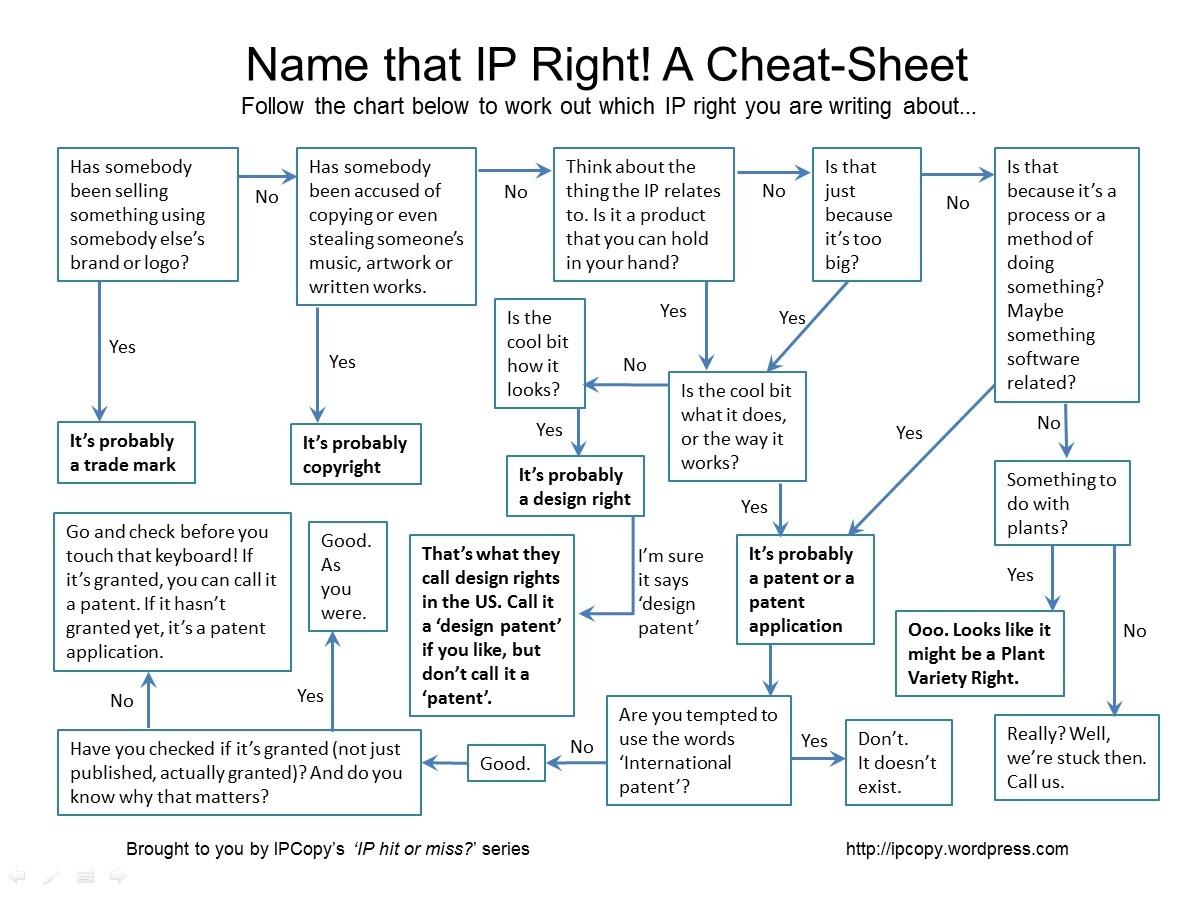 Name that IP Right! A Cheat-Sheet
Follow the chart below to work out which IP right you are writing about...
Has somebody
been selling
something using
somebody else's
brand or logo?
No
Has somebody
been accused of
copying or even
stealing someone's
music, artwork or
written works.
No
Think about the
thing the IP relates
to. Is it a product
that you can hold
in your hand?
No
Is that
just
because
it's too
big?
No
Is that
because it's a
process or a
method of
doing
something?
Maybe
something
software
related?
Yes
Yes
Yes
Yes
Is the
cool bit
how it
looks?
No
Is the cool bit
what it does,
or the way it
works?
Yes
No
It's probably
a trade mark
It's probably
copyright
Yes
It's probably
a design right
Yes
Something to
do with
plants?
Go and check before you
touch that keyboard! If
it's granted, you can call it
a patent. If it hasn't
granted yet, it's a patent
application.
Good.
As
you
were.
That's what they
call design rights
in the US. Call it
a 'design patent'
if you like, but
don't call it a
'patent'.
I'm sure
it says
'design
patent'
It's probably
a patent or a
patent
application
Yes
No
Ooo. Looks like it
might be a Plant
Variety Right.
No
Yes
Have you checked if it's granted (not just
published, actually granted)? And do you
know why that matters?
Good.
No
Are you tempted to
use the words
'International
patent'?
Yes
Don't.
It doesn't
exist.
Really? Well,
we're stuck then.
Call us.
Brought to you by IPCopy's 'IP hit or miss?' series
http://ipcopy.wordpress.com